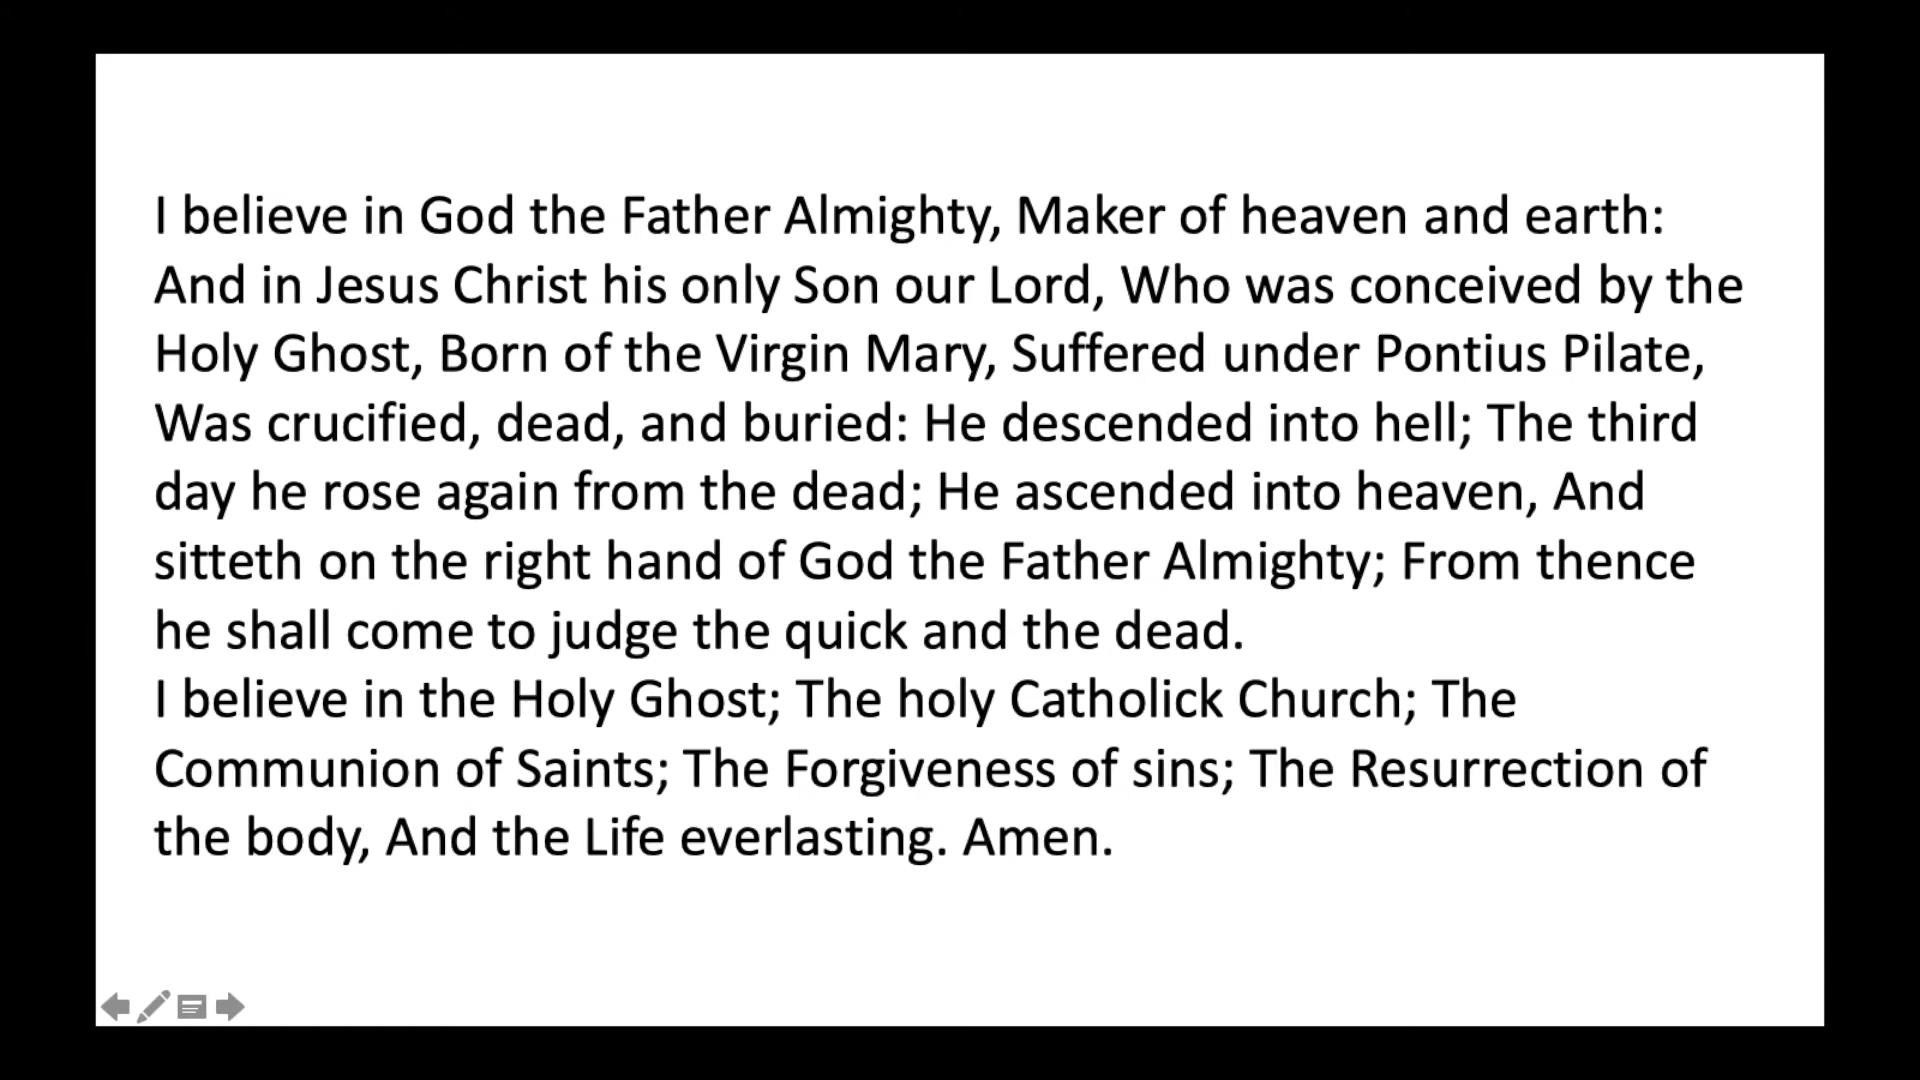 I believe in God the Father Almighty, Maker of heaven and earth:
And in Jesus Christ his only Son our Lord, Who was conceived by the
Holy Ghost, Born of the Virgin Mary, Suffered under Pontius Pilate,
Was crucified, dead, and buried: He descended into hell; The third
day he rose again from the dead; He ascended into heaven, And
sitteth on the right hand of God the Father Almighty; From thence
he shall come to judge the quick and the dead.
I believe in the Holy Ghost; The holy Catholick Church; The
Communion of Saints; The Forgiveness of sins; The Resurrection of
the body, And the Life everlasting. Amen.